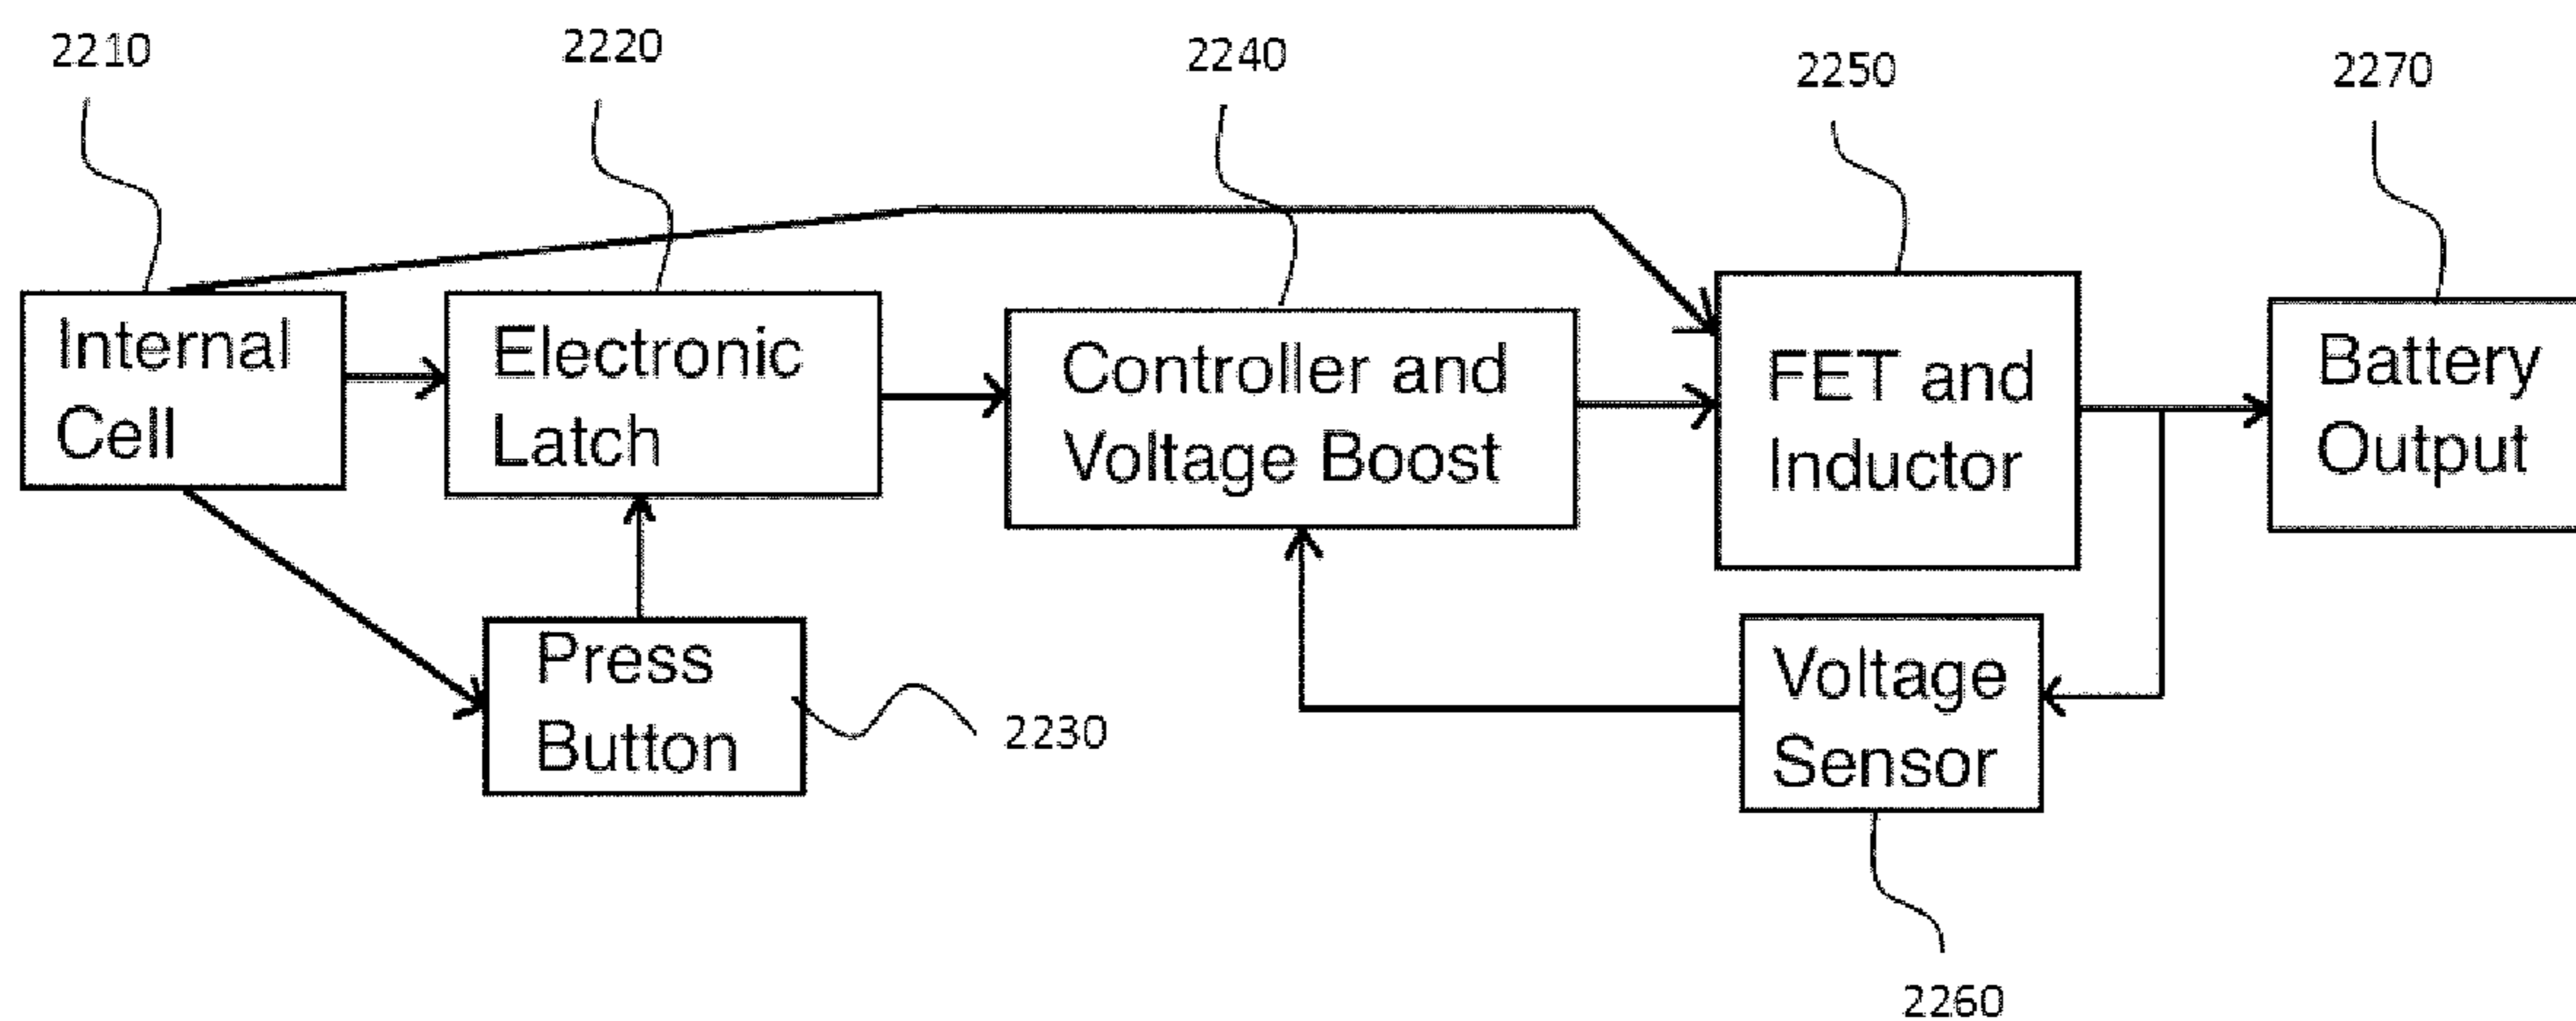 2210
2220
2240
2250
2270
Internal
Cell
Electronic
Latch
Controller and
Voltage Boost
FET and
Inductor
Battery
Output
Press
Button
2230
Voltage
Sensor
2260